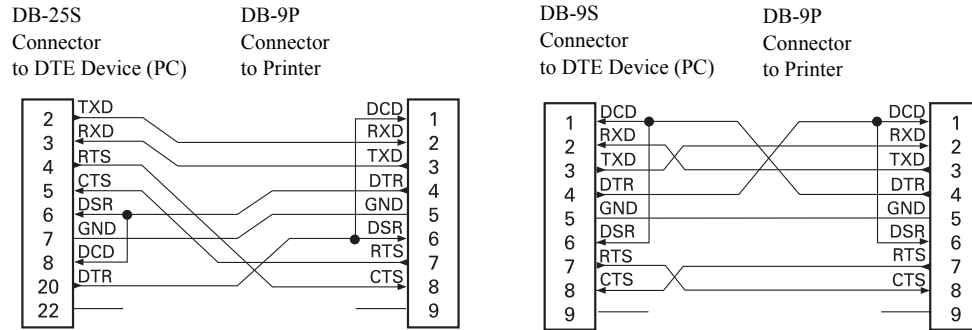 DB-25S
Connector
to DTE Device (PC)
DB-9P
Connector
to Printer
2 TXD
3 RXD
4 RTS
5 CTS
6 DSR
7 GND
8 DCD
20 DTR
22
DCD 1
RXD 2
TXD 3
DTR 4
GND 5
DSR 6
RTS 7
CTS 8
9
DB-9S
Connector
to DTE Device (PC)
DB-9P
Connector
to Printer
1 DCD
2 RXD
3 TXD
4 DTR
5 GND
6 DSR
7 RTS
8 CTS
9
DCD 1
RXD 2
TXD 3
DTR 4
GND 5
DSR 6
RTS 7
CTS 8
9